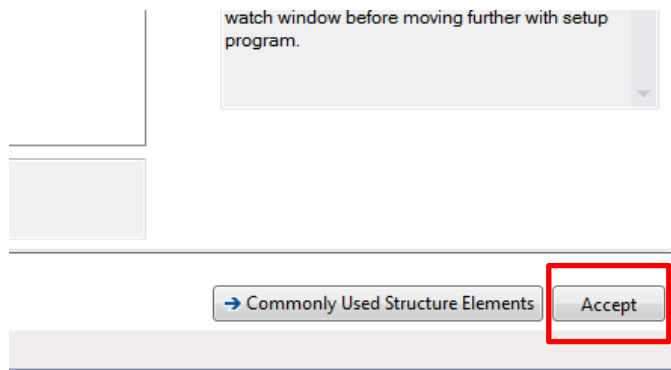 watch window before moving further with setup
program.
Commonly Used Structure Elements
Accept